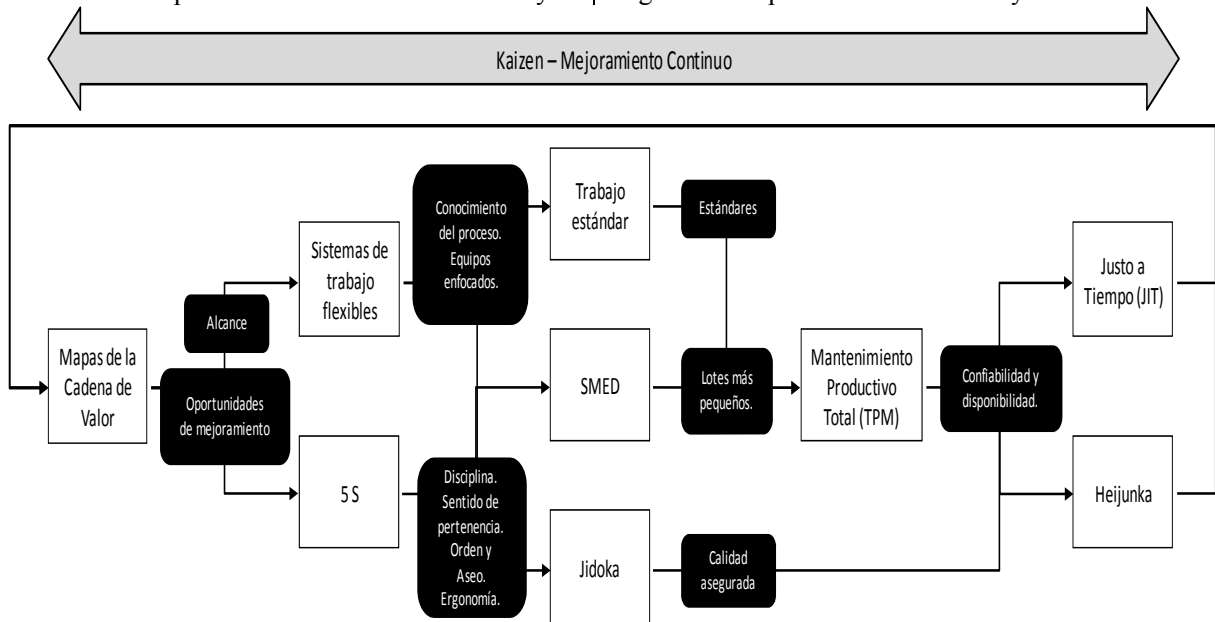 Kaizen – Mejoramiento Continuo
Conocimiento
del proceso.
Equipos
enfocados.
Trabajo
estándar
Estándares
Sistemas de
trabajo
flexibles
Justo a
Tiempo (JIT)
Alcance
Mapas de la
Cadena de
Valor
Oportunidades
de mejoramiento
SMED
Lotes más
pequeños.
Mantenimiento
Productivo
Total (TPM)
Confiabilidad y
disponibilidad.
5 S
Disciplina.
Sentido de
pertenencia.
Orden y
Aseo.
Ergonomía.
Jidoka
Calidad
asegurada
Heijunka